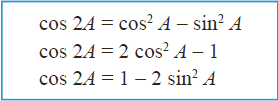 cos 2A = cos² A – sin² A
cos 2A = 2 cos² A – 1
cos 2A = 1 – 2 sin² A